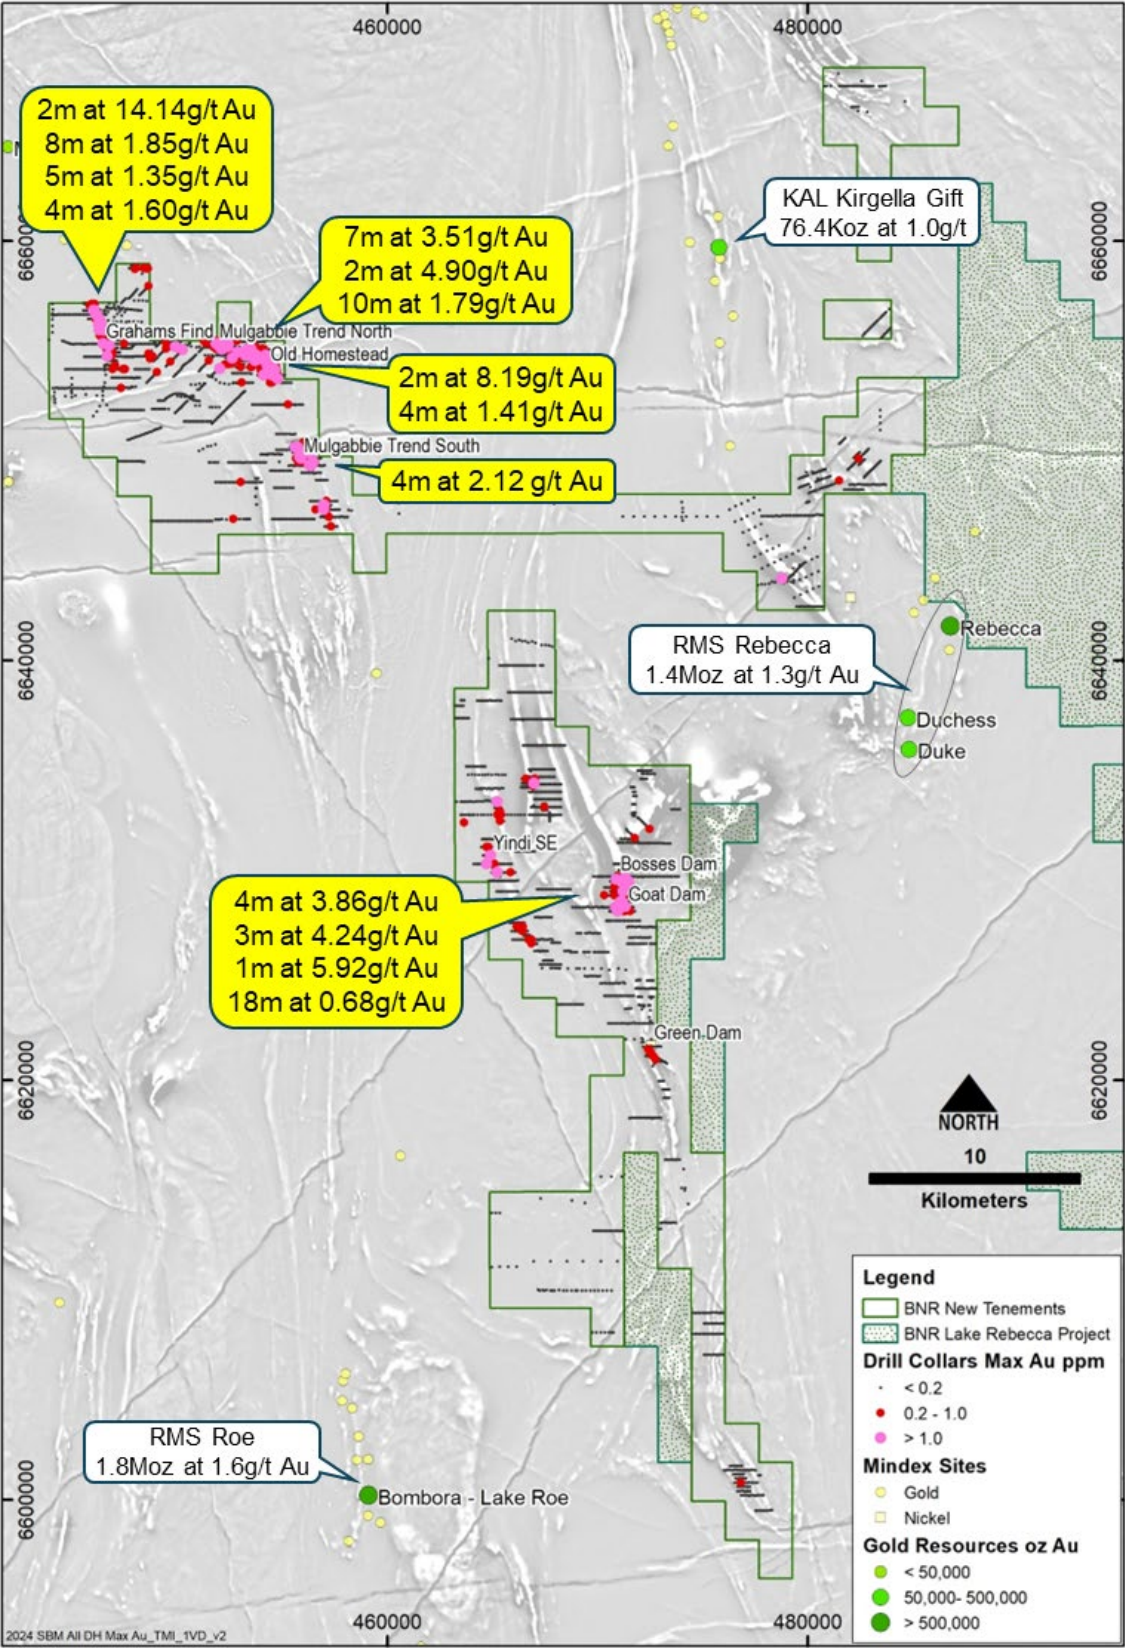 460000
480000
2m at 14.14g/t Au
8m at 1.85g/t Au
5m at 1.35g/t Au
4m at 1.60g/t Au
KAL Kirgella Gift
76.4Koz at 1.0g/t
7m at 3.51g/t Au
2m at 4.90g/t Au
10m at 1.79g/t Au
6660000
Grahams Find
Mulgabbie Trend North
Old Homestead
2m at 8.19g/t Au
4m at 1.41g/t Au
Mulgabbie Trend South
4m at 2.12 g/t Au
Rebecca
RMS Rebecca
1.4Moz at 1.3g/t Au
6640000
6640000
Duchess
Duke
Yindi SE
Bosses Dam
Goat Dam
4m at 3.86g/t Au
3m at 4.24g/t Au
1m at 5.92g/t Au
18m at 0.68g/t Au
Green Dam
6620000
6620000
NORTH
10
Kilometers
Legend
BNR New Tenements
BNR Lake Rebecca Project
Drill Collars Max Au ppm
< 0.2
0.2 - 1.0
> 1.0
Mindex Sites
Gold
Nickel
Gold Resources oz Au
< 50,000
50,000- 500,000
> 500,000
RMS Roe
1.8Moz at 1.6g/t Au
Bombora - Lake Roe
6600000
2024 SBM All DH Max Au_TMI_1VD_v2
460000
480000